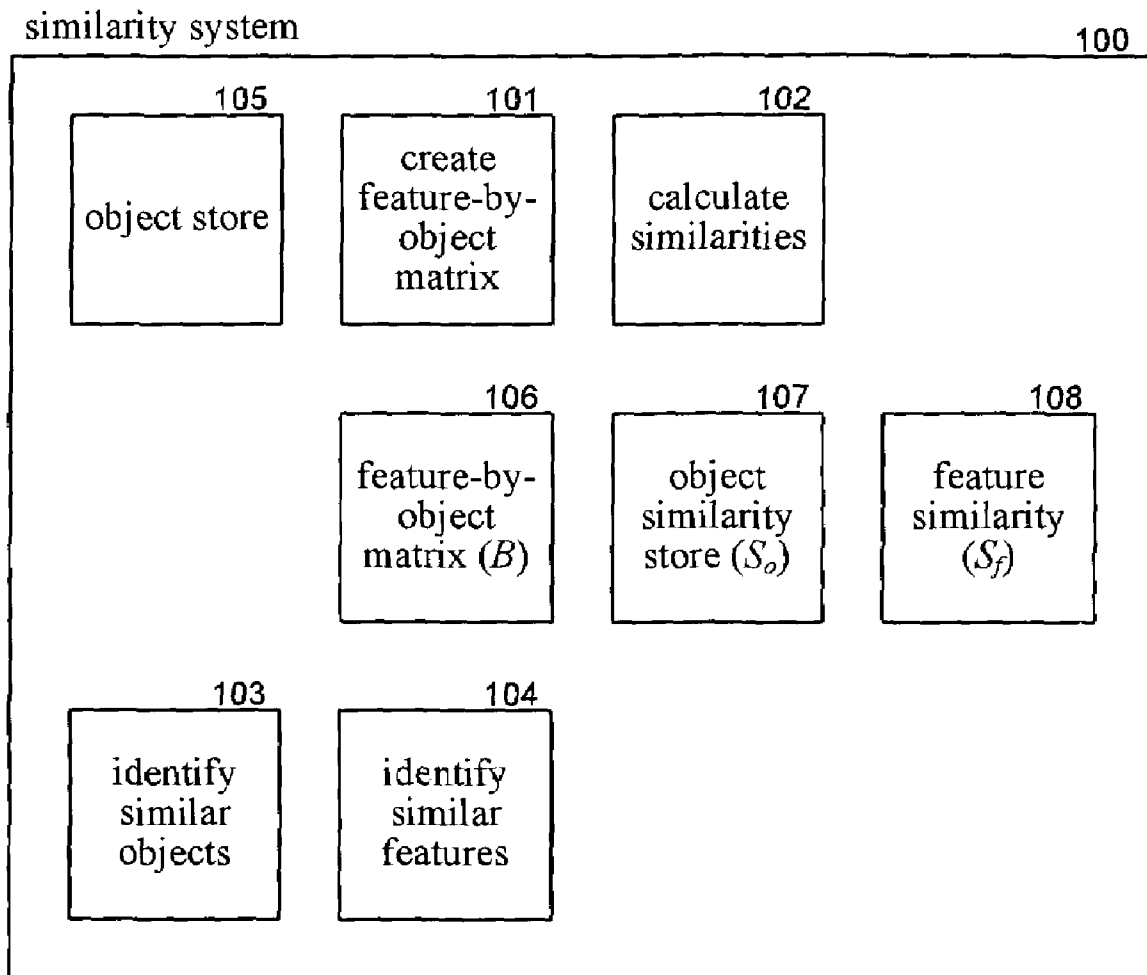 similarity system
100
105
object store
101
create
feature-by-
object
matrix
102
calculate
similarities
106
feature-by-
object
matrix (B)
107
object
similarity
store (Sₒ)
108
feature
similarity
(S_f)
103
identify
similar
objects
104
identify
similar
features